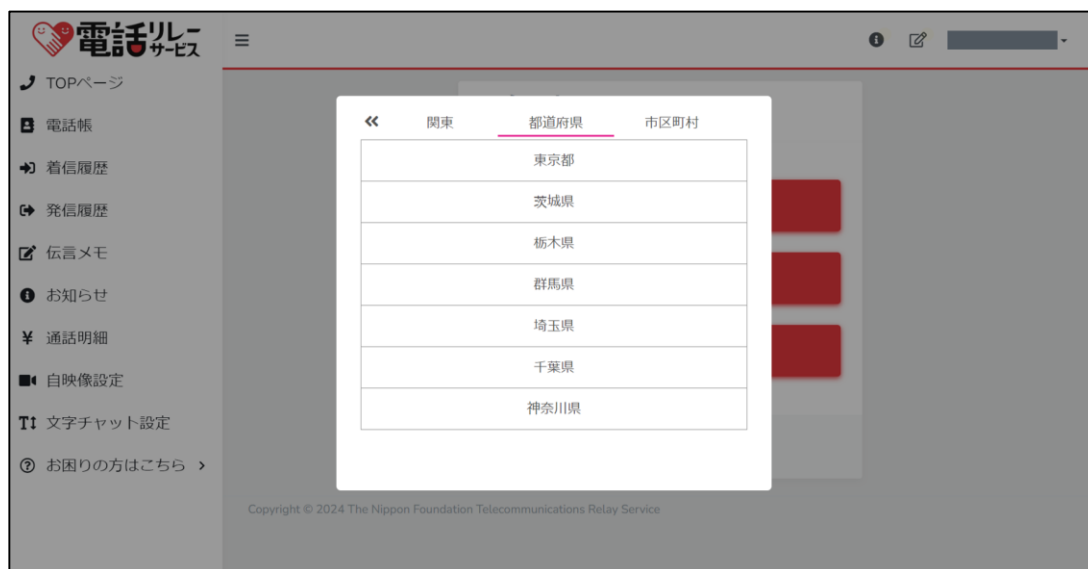 電話リレーサービス
TOPページ
電話帳
着信履歴
発信履歴
伝言メモ
お知らせ
¥ 通話明細
自映像設定
文字チャット設定
お困りの方はこちら
関東 都道府県 市区町村
東京都
茨城県
栃木県
群馬県
埼玉県
千葉県
神奈川県
Copyright © 2024 The Nippon Foundation Telecommunications Relay Service